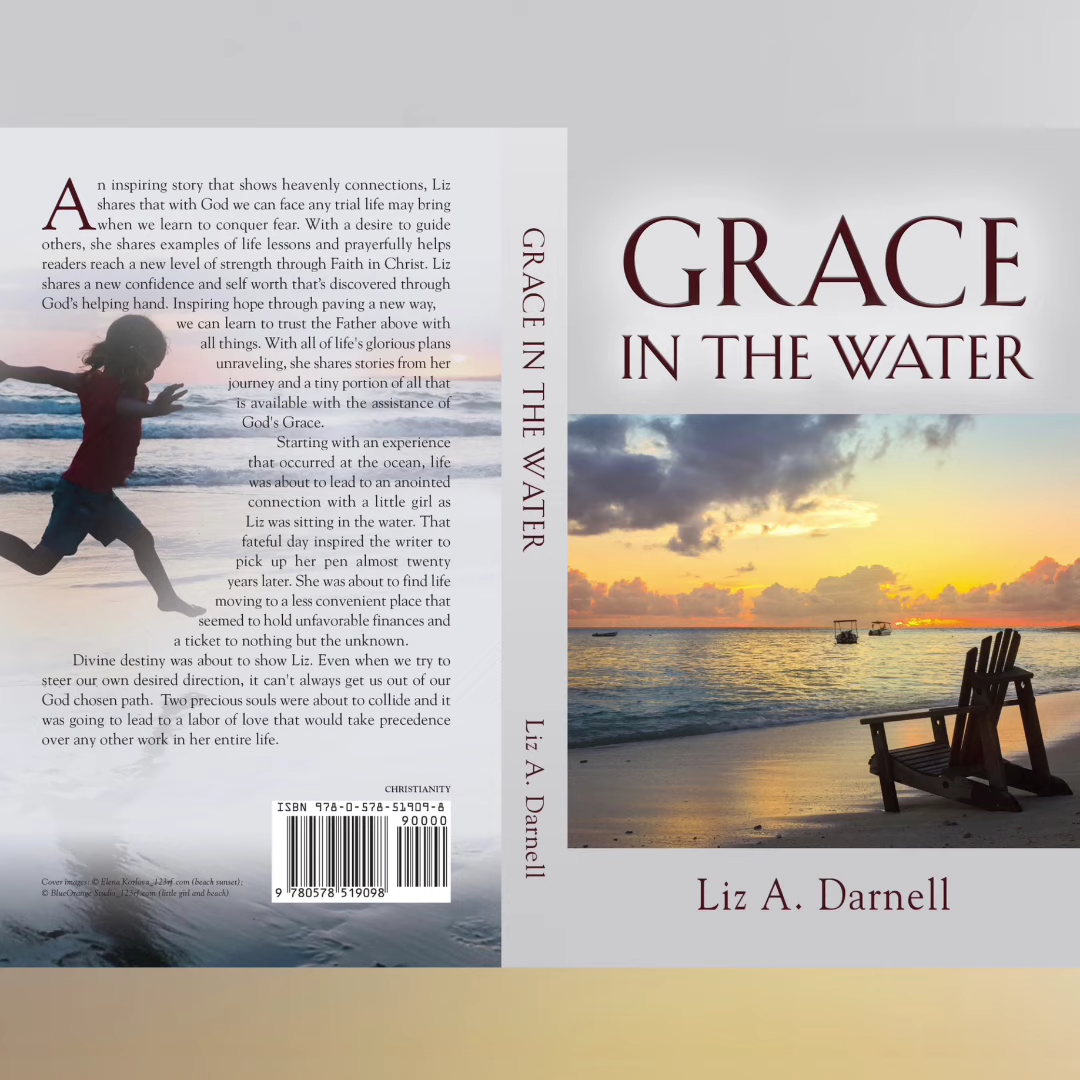 An inspiring story that shows heavenly connections, Liz
shares that with God we can face any trial life may bring
when we learn to conquer fear. With a desire to guide
others, she shares examples of life lessons and prayerfully helps
readers reach a new level of strength through Faith in Christ. Liz
shares a new confidence and self worth that's discovered through
God's helping hand. Inspiring hope through paving a new way,
we can learn to trust the Father above with
all things. With all of life's glorious plans
unraveling, she shares stories from her
journey and a tiny portion of all that
is available with the assistance of
God's Grace.
Starting with an experience
that occurred at the ocean, life
was about to lead to an anointed
connection with a little girl as
Liz was sitting in the water. That
fateful day inspired the writer to
pick up her pen almost twenty
years later. She was about to find life
moving to a less convenient place that
seemed to hold unfavorable finances and
a ticket to nothing but the unknown.
Divine destiny was about to show Liz. Even when we try to
steer our own desired direction, it can't always get us out of our
God chosen path. Two precious souls were about to collide and it
was going to lead to a labor of love that would take precedence
over any other work in her entire life.
CHRISTIANITY
ISBN 978-0-578-51909-8
90000
9 780578 519098
Cover images: © Elena Kozlova_123rf.com (beach sunset);
© BlueOrange Studio_123rf.com (little girl and beach)
GRACE IN THE WATER
Liz A. Darnell
GRACE
IN THE WATER
Liz A. Darnell